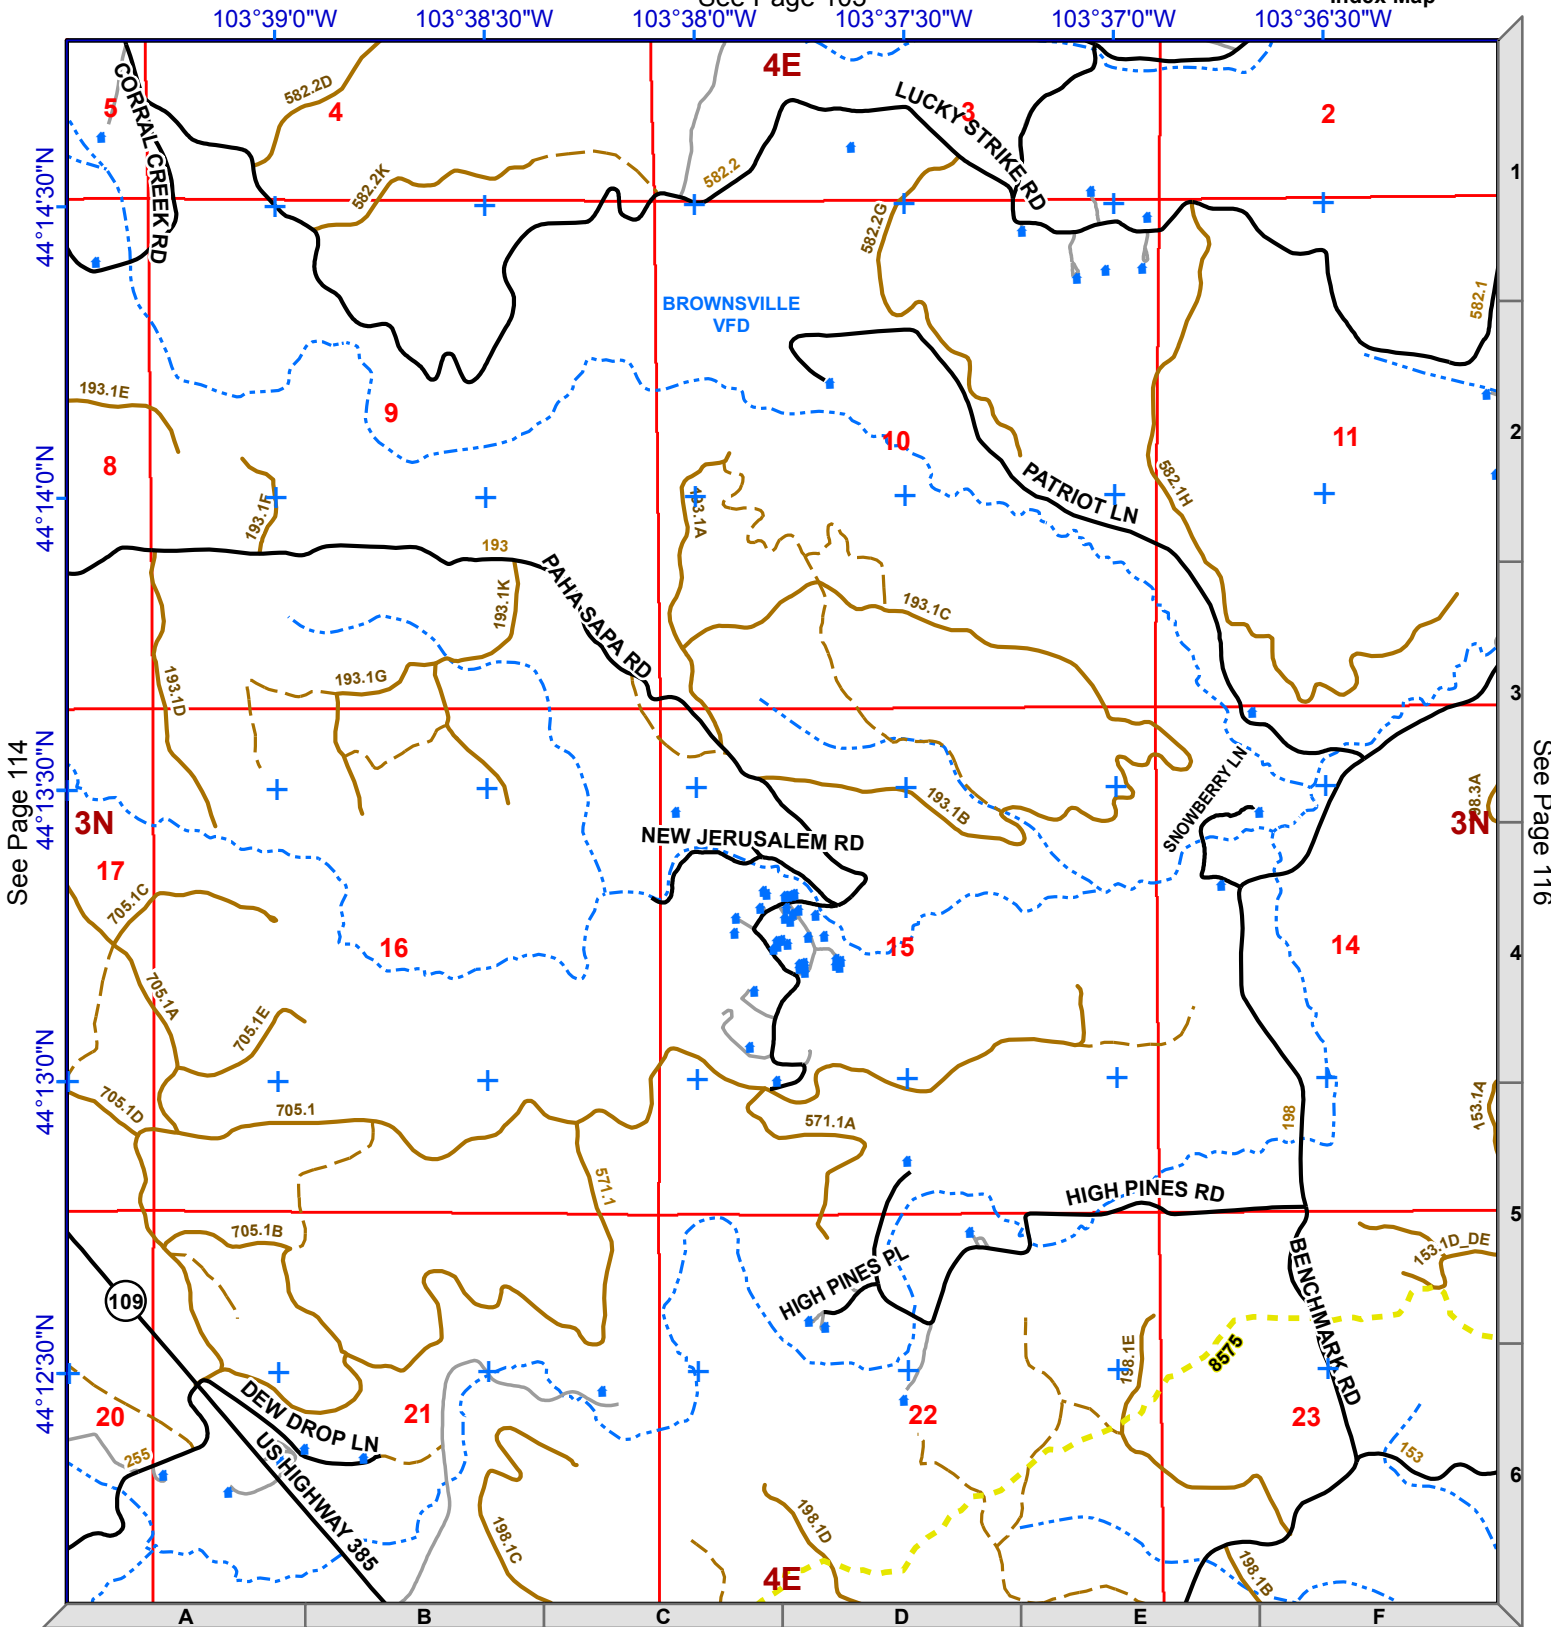 See Page 103
Index Map
103°39'0"W
103°38'30"W
103°38'0"W
103°37'30"W
103°37'0"W
103°36'30"W
4E
5
4
3
2
CORRAL CREEK RD
582.2D
582.2K
582.2
LUCKY STRIKE RD
1
44°14'30"N
582.2G
582.1
BROWNSVILLE
VFD
193.1E
9
10
11
2
8
PATRIOT LN
582.1H
44°14'0"N
193.1F
193.1A
193
PAHA SAPA RD
193.1K
193.1C
193.1D
193.1G
3
See Page 114
See Page 116
44°13'30"N
SNOWBERRY LN
193.1B
98.3A
3N
3N
NEW JERUSALEM RD
17
705.1C
16
15
14
4
705.1A
705.1E
44°13'0"N
705.1D
705.1
571.1A
198
153.1A
571.1
HIGH PINES RD
5
705.1B
HIGH PINES PL
BENCHMARK RD
153.1D_DE
109
44°12'30"N
198.1E
8575
DEW DROP LN
20
21
22
23
US HIGHWAY 385
255
153
6
198.1C
198.1D
198.1B
4E
A
B
C
D
E
F